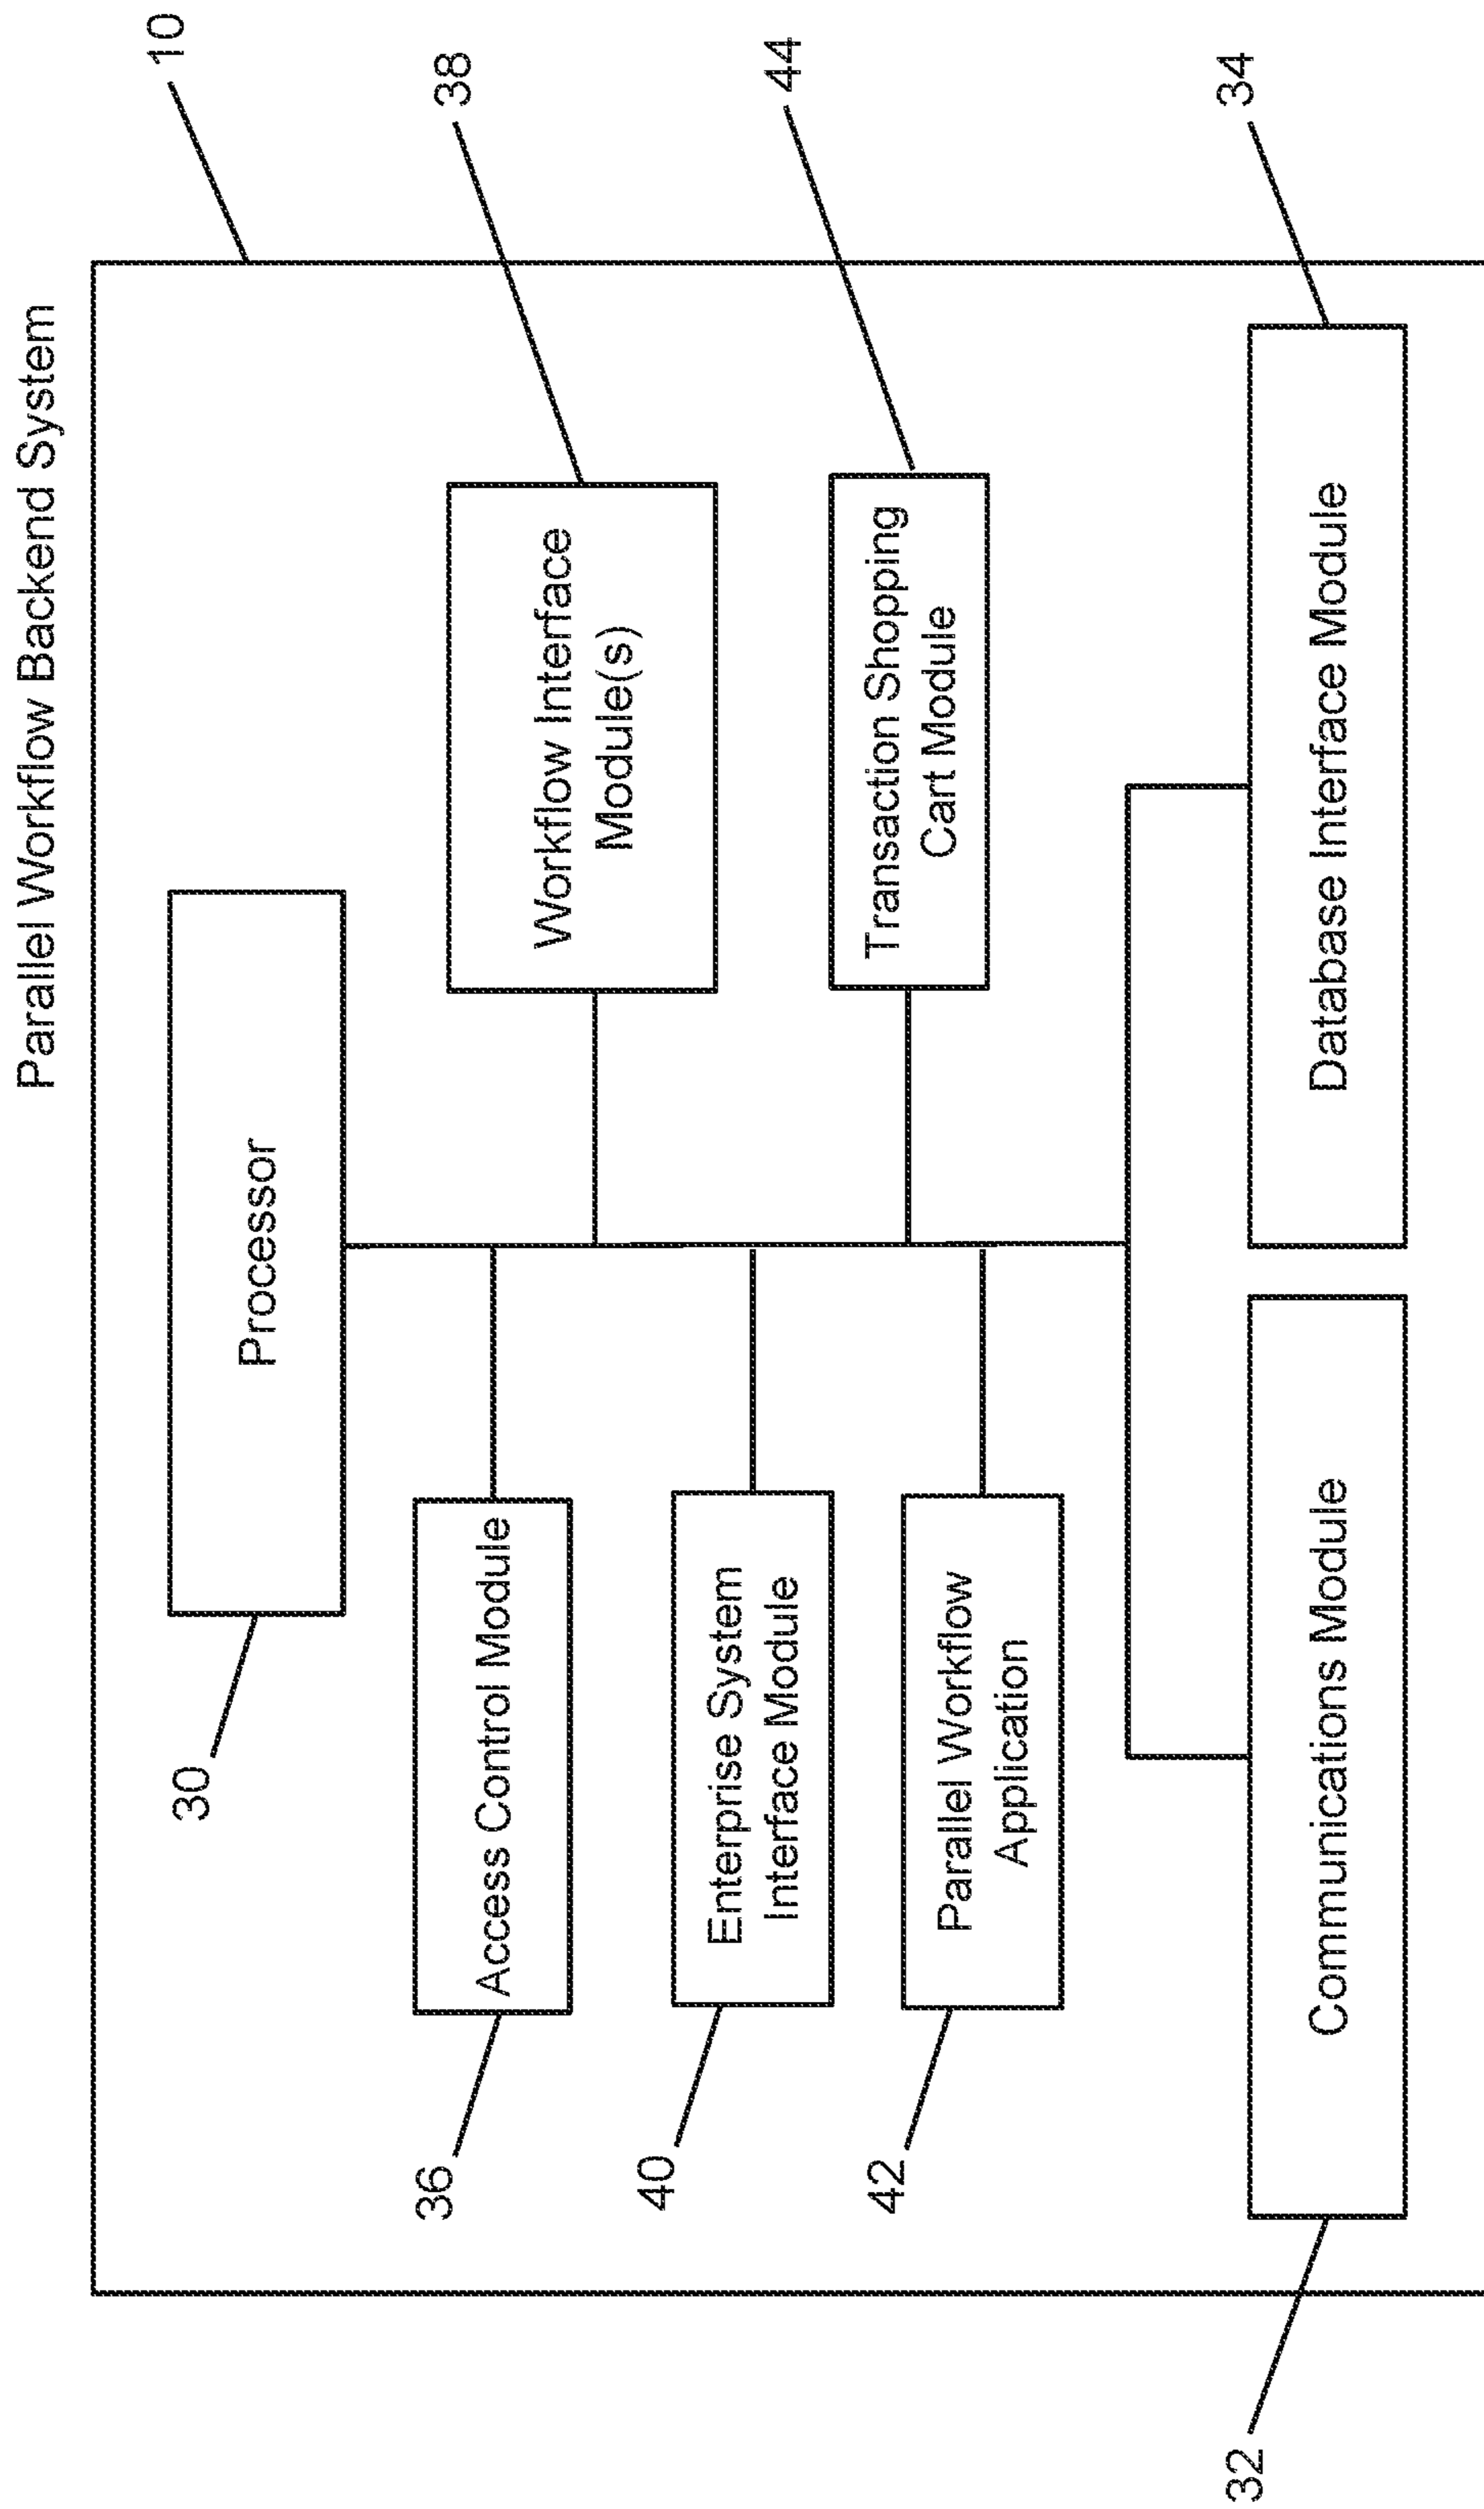 Parallel Workflow Backend System
10
Processor
30
Access Control Module
36
Workflow Interface
Module(s)
38
Enterprise System
Interface Module
40
Transaction Shopping
Cart Module
44
Parallel Workflow
Application
42
Communications Module
32
Database Interface Module
34